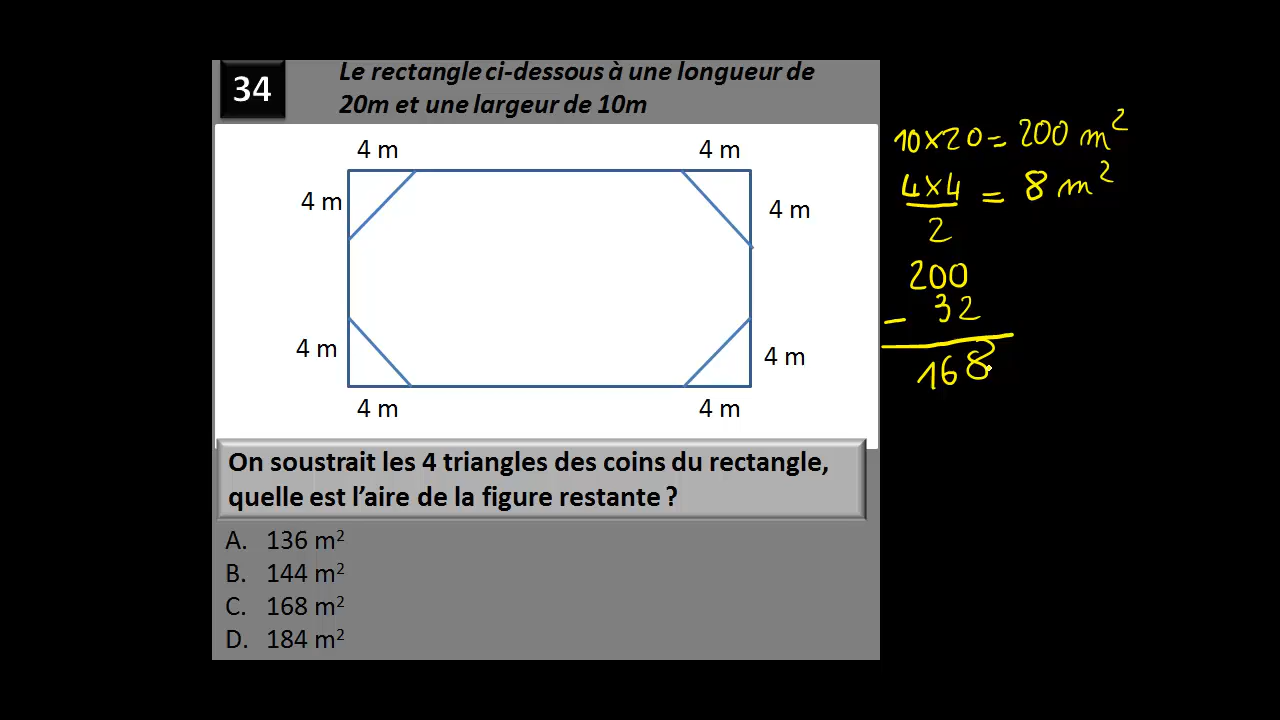 34
Le rectangle ci-dessous à une longueur de
20m et une largeur de 10m
4 m 4 m
4 m 4 m
4 m 4 m
4 m 4 m
10×20= 200 m²
4×4 = 8 m²
2
200
- 32
168
On soustrait les 4 triangles des coins du rectangle,
quelle est l'aire de la figure restante ?
A. 136 m²
B. 144 m²
C. 168 m²
D. 184 m²